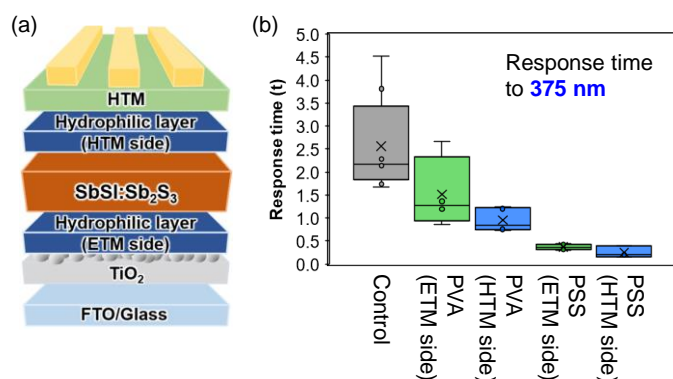 (a)
HTM
Hydrophilic layer
(HTM side)
SbSI:Sb₂S₃
Hydrophilic layer
(ETM side)
TiO₂
FTO/Glass
(b)
Response time (t)
5.0
4.5
4.0
3.5
3.0
2.5
2.0
1.5
1.0
0.5
0.0
Response time
to 375 nm
Control
PVA
(ETM side)
PVA
(HTM side)
PSS
(ETM side)
PSS
(HTM side)